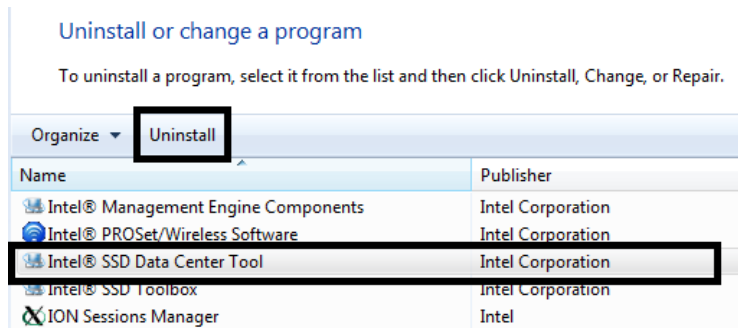 Uninstall or change a program
To uninstall a program, select it from the list and then click Uninstall, Change, or Repair.
Organize Uninstall
Name Publisher
Intel® Management Engine Components Intel Corporation
Intel® PROSet/Wireless Software Intel Corporation
Intel® SSD Data Center Tool Intel Corporation
Intel® SSD Toolbox Intel Corporation
ION Sessions Manager Intel